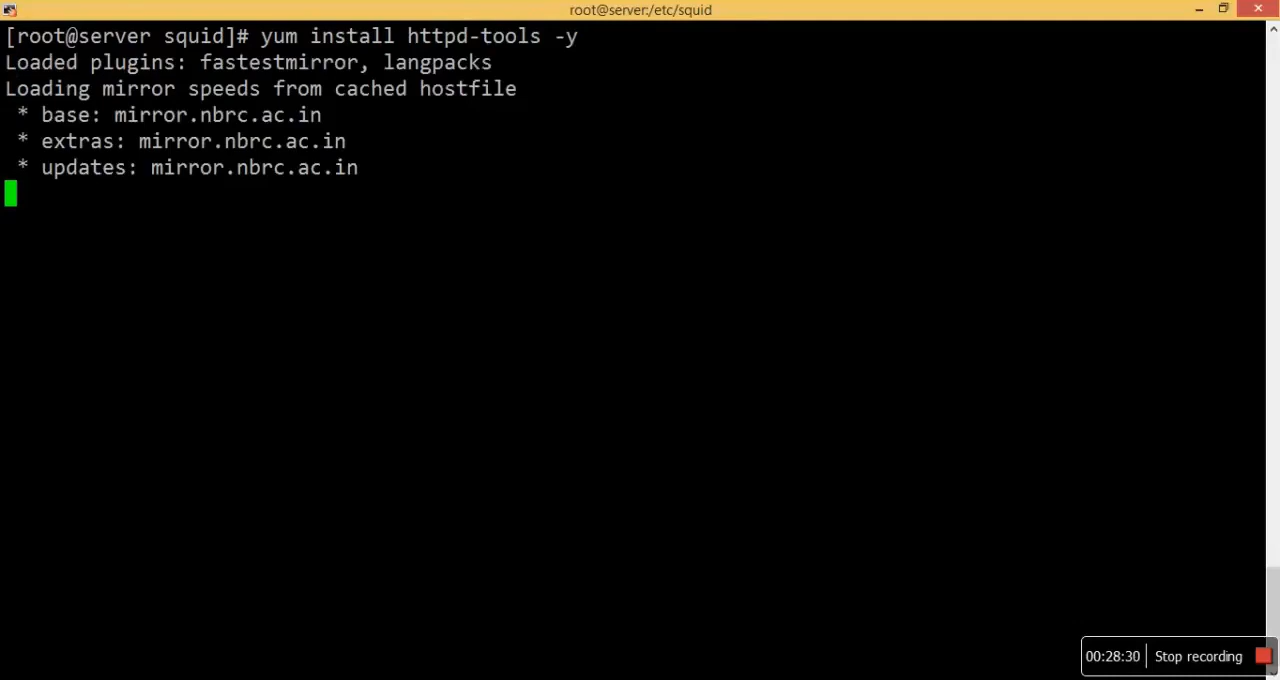 root@server:/etc/squid
[root@server squid]# yum install httpd-tools -y
Loaded plugins: fastestmirror, langpacks
Loading mirror speeds from cached hostfile
 * base: mirror.nbrc.ac.in
 * extras: mirror.nbrc.ac.in
 * updates: mirror.nbrc.ac.in
00:28:30 Stop recording